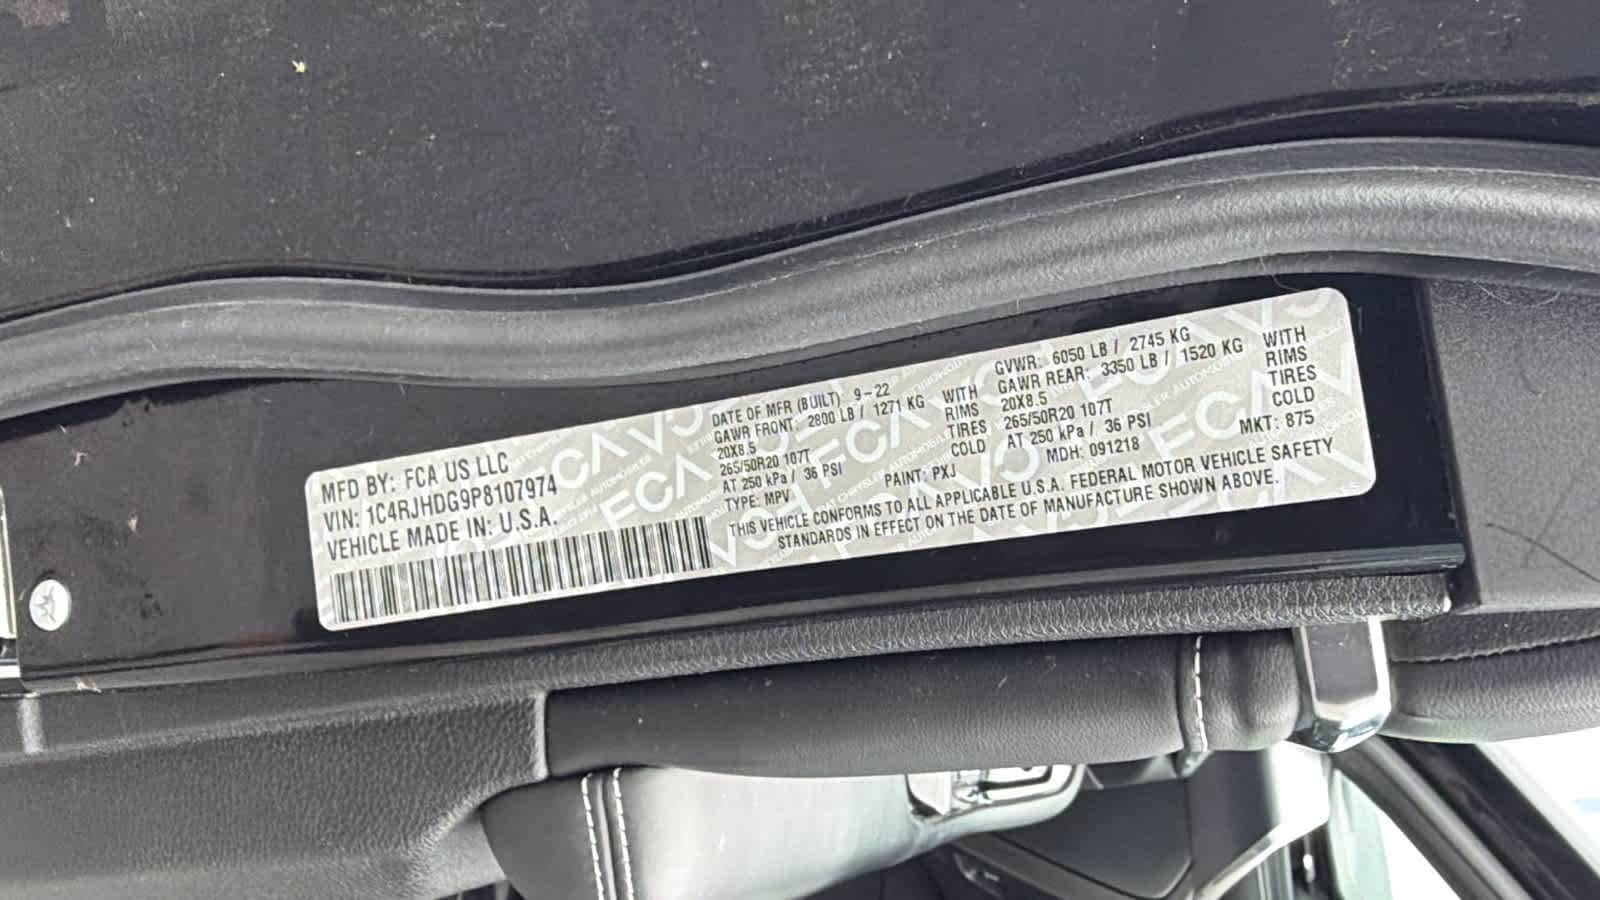 MFD BY: FCA US LLC
VIN: 1C4RJHDG9P8107974
VEHICLE MADE IN: U.S.A.
DATE OF MFR (BUILT) 9-22
GAWR FRONT: 2800 LB / 1271 KG WITH
20X8.5 RIMS
265/50R20 107T TIRES
AT 250 kPa / 36 PSI COLD
TYPE: MPV PAINT: PXJ
GVWR: 6050 LB / 2745 KG
GAWR REAR: 3350 LB / 1520 KG WITH
20X8.5 RIMS
265/50R20 107T TIRES
AT 250 kPa / 36 PSI COLD
MDH: 091218 MKT: 875
THIS VEHICLE CONFORMS TO ALL APPLICABLE U.S.A. FEDERAL MOTOR VEHICLE SAFETY
STANDARDS IN EFFECT ON THE DATE OF MANUFACTURE SHOWN ABOVE.